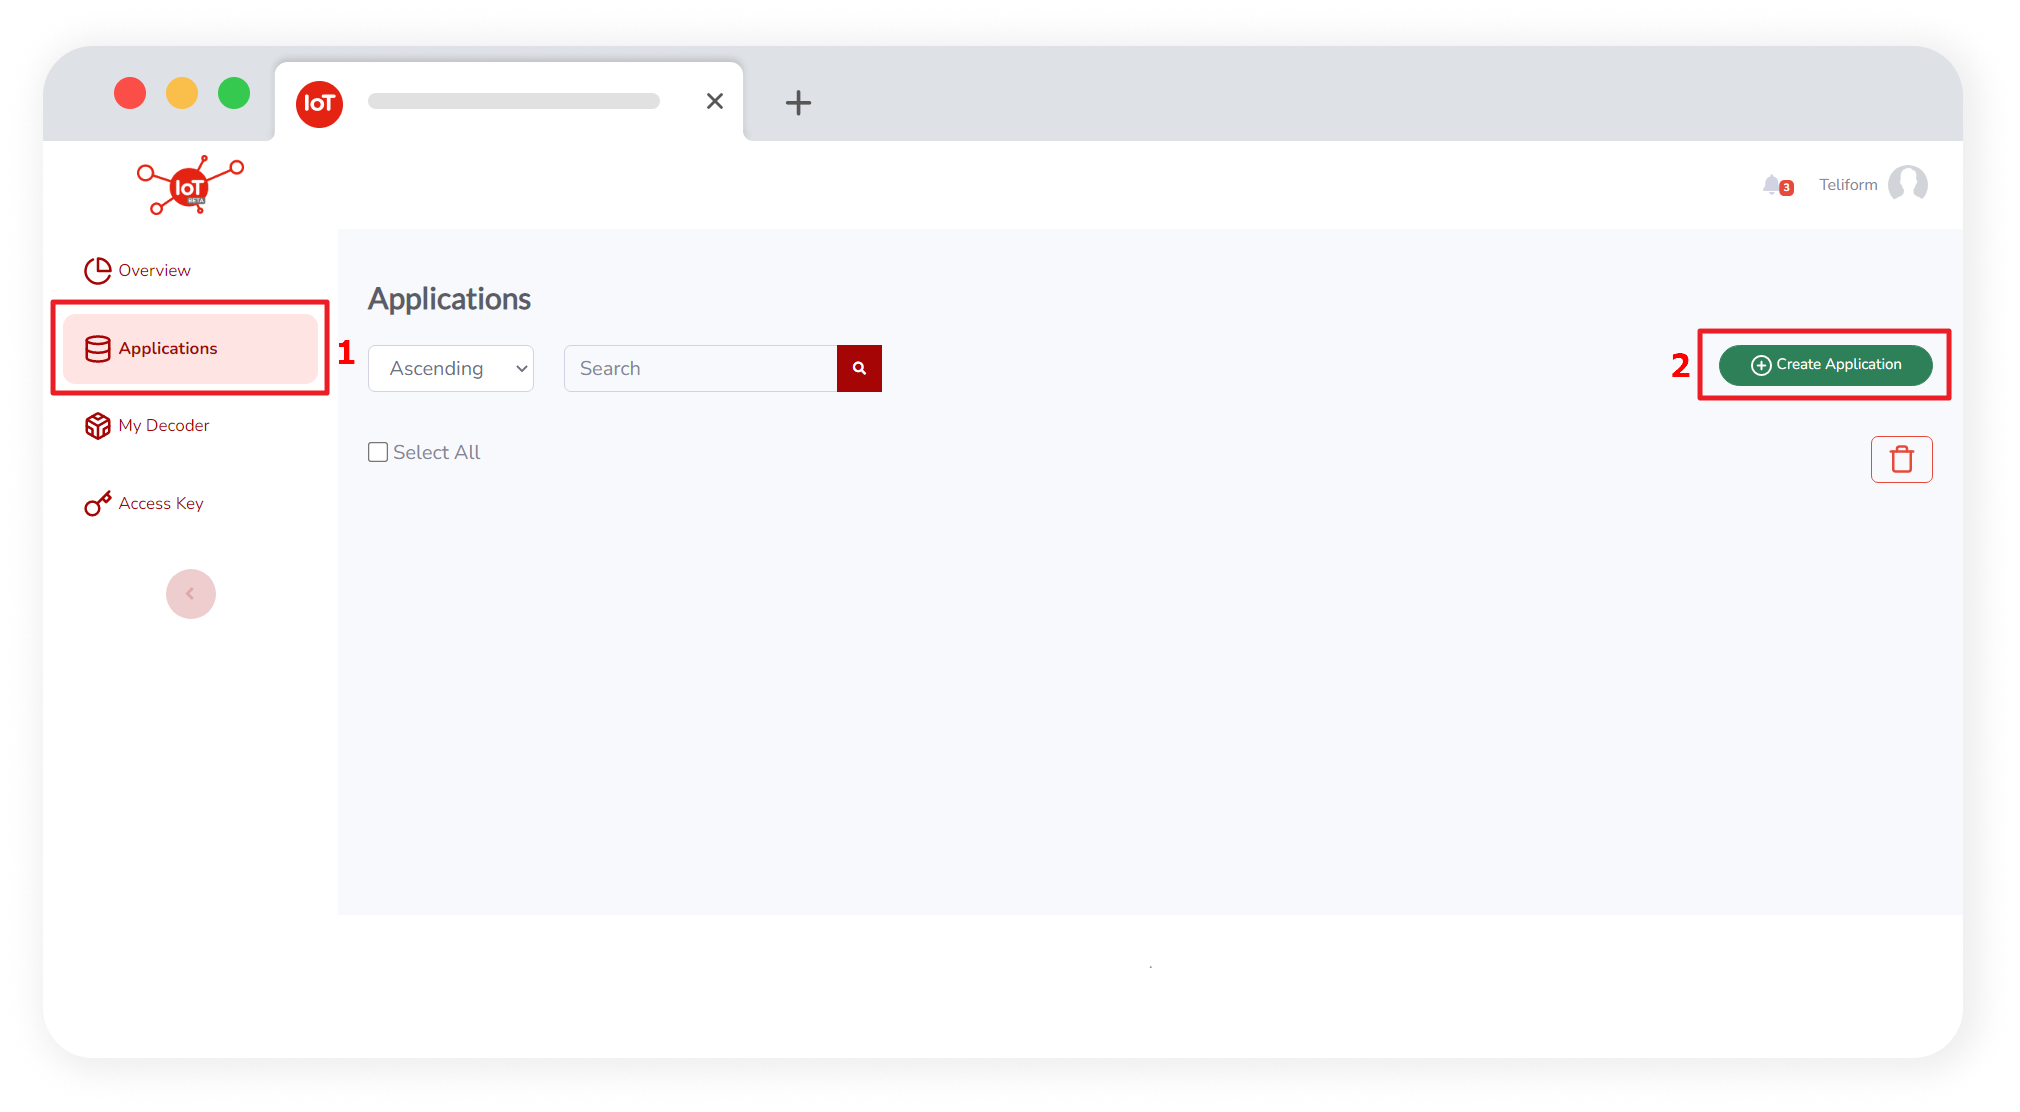 IoT
IoT
BETA
3
Teliform
Overview
Applications
Applications
1
Ascending
Search
2
Create Application
My Decoder
Select All
Access Key